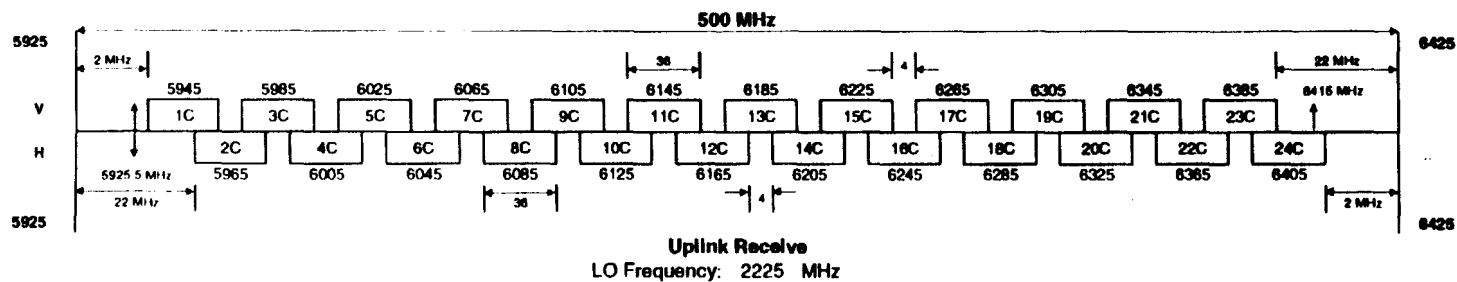 500 MHz
5925 6425
2 MHz 36 4 22 MHz
5945 5985 6025 6065 6105 6145 6185 6225 6265 6305 6345 6385 6416 MHz
V 1C 3C 5C 7C 9C 11C 13C 15C 17C 19C 21C 23C
H 2C 4C 6C 8C 10C 12C 14C 16C 18C 20C 22C 24C
5925 5 MHz 5965 6005 6045 6085 6125 6165 6205 6245 6285 6325 6365 6405
22 MHz 36 4 2 MHz
5925 6425
Uplink Receive
LO Frequency: 2225 MHz